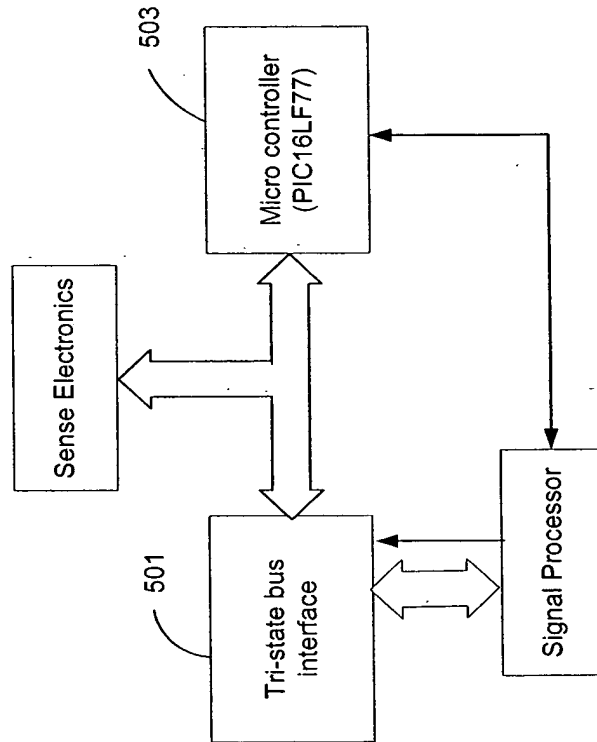 503
Micro controller
(PIC16LF77)
Sense Electronics
501
Tri-state bus
interface
Signal Processor